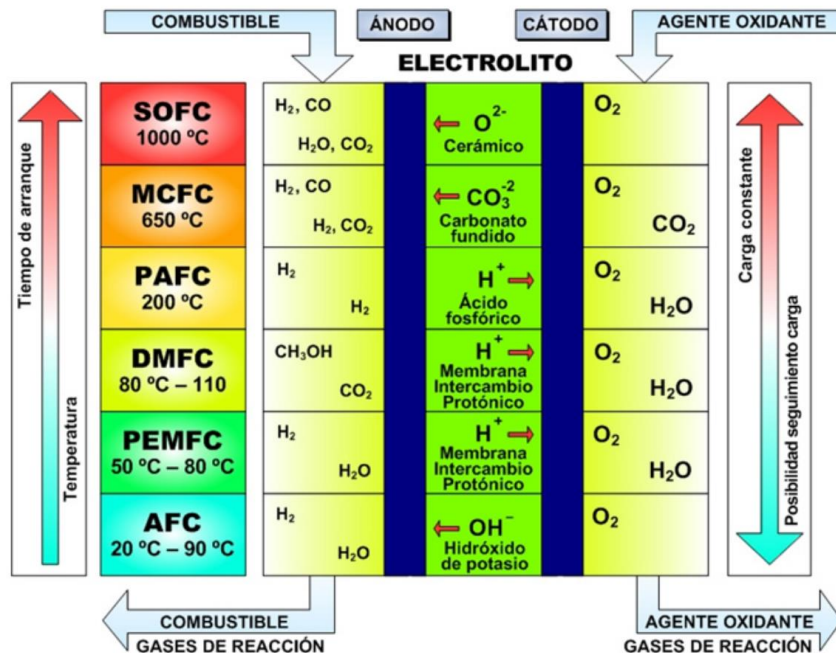 COMBUSTIBLE
ÁNODO
CÁTODO
AGENTE OXIDANTE
ELECTROLITO
Tiempo de arranque
Temperatura
SOFC
1000 ºC
H₂, CO
H₂O, CO₂
O²⁻
Cerámico
O₂
MCFC
650 ºC
H₂, CO
H₂, CO₂
CO₃⁻²
Carbonato
fundido
O₂
CO₂
PAFC
200 ºC
H₂
H₂
H⁺
Ácido
fosfórico
O₂
H₂O
DMFC
80 ºC – 110
CH₃OH
CO₂
H⁺
Membrana
Intercambio
Protónico
O₂
H₂O
PEMFC
50 ºC – 80 ºC
H₂
H₂O
H⁺
Membrana
Intercambio
Protónico
O₂
H₂O
AFC
20 ºC – 90 ºC
H₂
H₂O
OH⁻
Hidróxido
de potasio
O₂
Carga constante
Posibilidad seguimiento carga
COMBUSTIBLE
GASES DE REACCIÓN
AGENTE OXIDANTE
GASES DE REACCIÓN